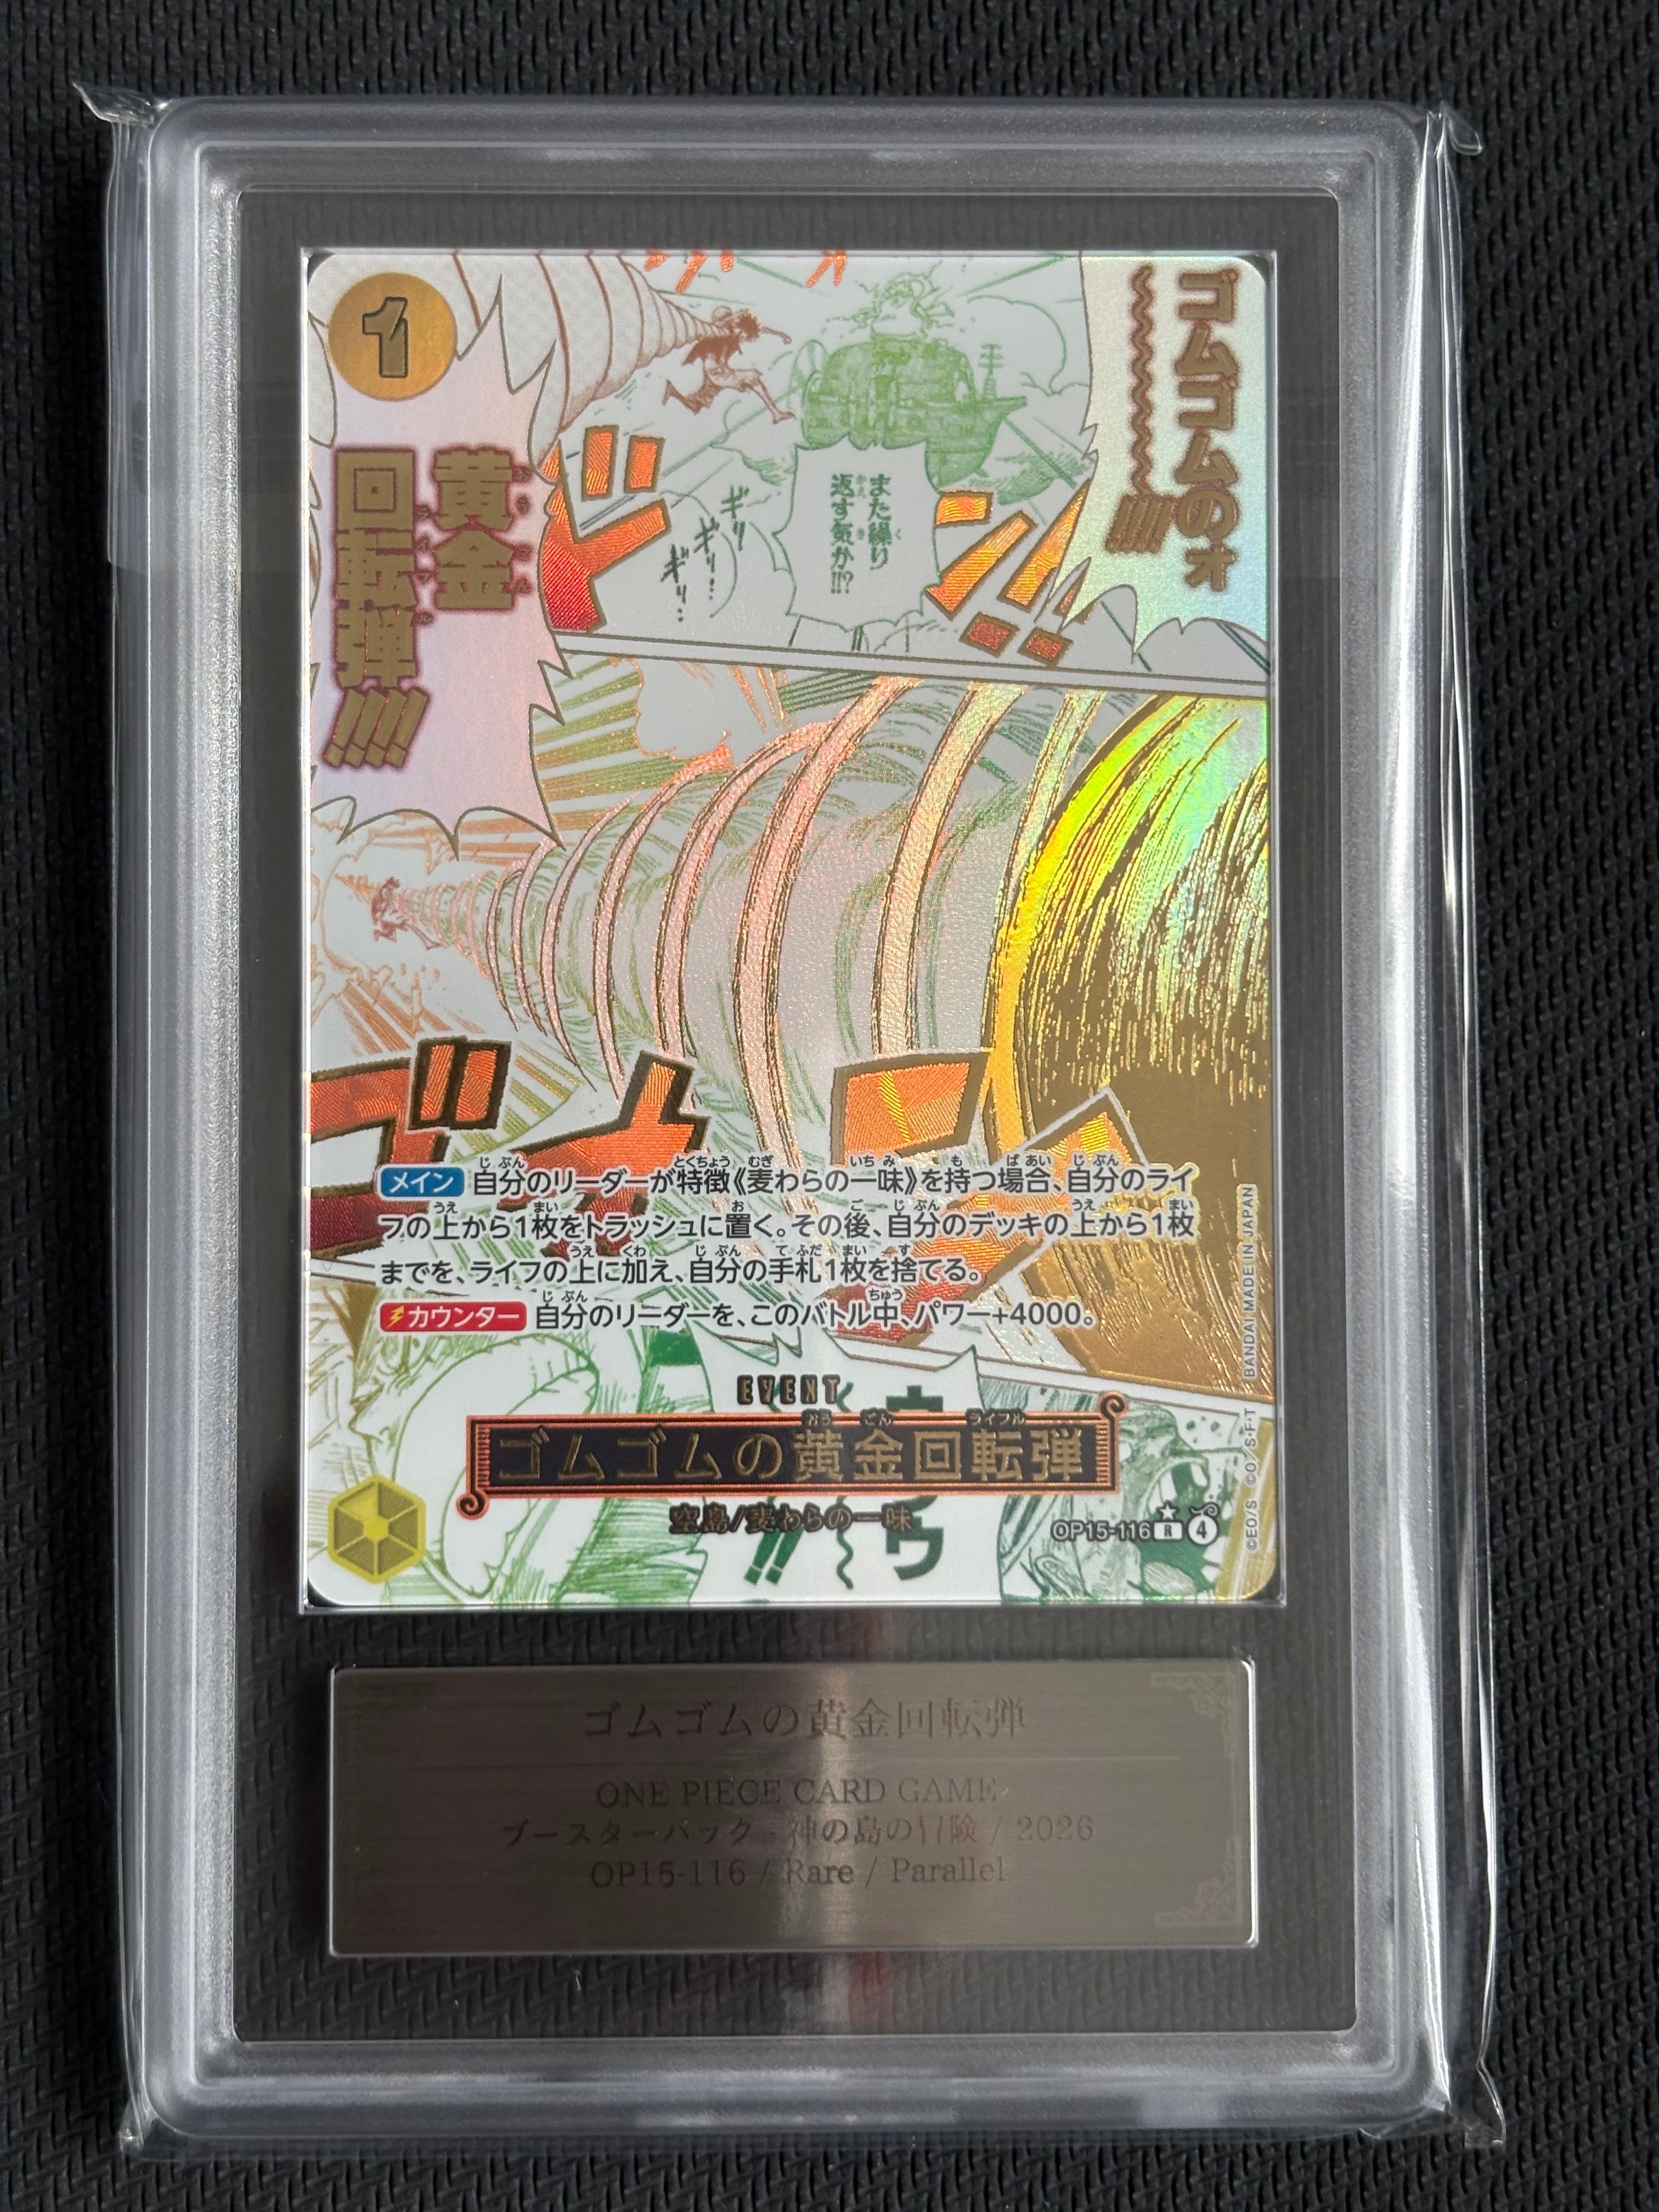 1
ゴムゴムのォ
!!!!
黄金
回転弾!!!!
また繰り
返す気か!!?
ギリ
ギリ…
ギリ…
メイン 自分のリーダーが特徴《麦わらの一味》を持つ場合、自分のライ
フの上から1枚をトラッシュに置く。その後、自分のデッキの上から1枚
までを、ライフの上に加え、自分の手札1枚を捨てる。
カウンター 自分のリーダーを、このバトル中、パワー+4000。
EVENT
ゴムゴムの黄金回転弾
空島/麦わらの一味
OP15-116 R 4
©EO/S ©O/S・F・T BANDAI MADE IN JAPAN
ゴムゴムの黄金回転弾
ONE PIECE CARD GAME
ブースターパック - 神の島の冒険 / 2026
OP15-116 / Rare / Parallel